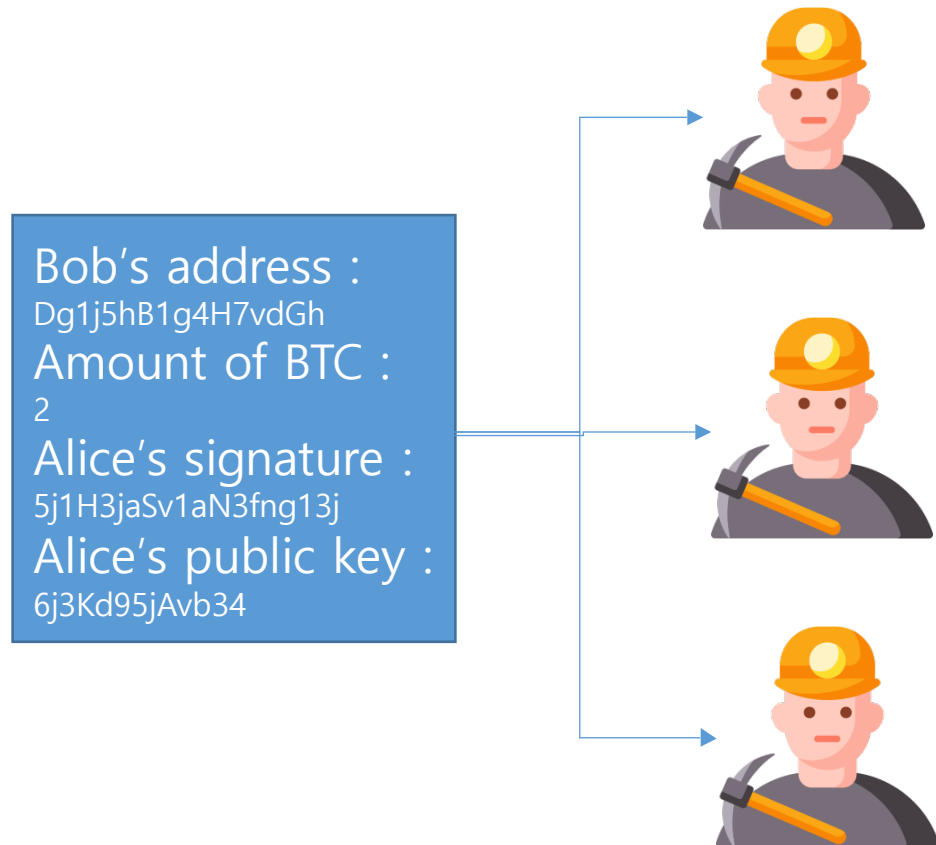 Bob’s address :
Dg1j5hB1g4H7vdGh
Amount of BTC :
2
Alice’s signature :
5j1H3jaSv1aN3fng13j
Alice’s public key :
6j3Kd95jAvb34